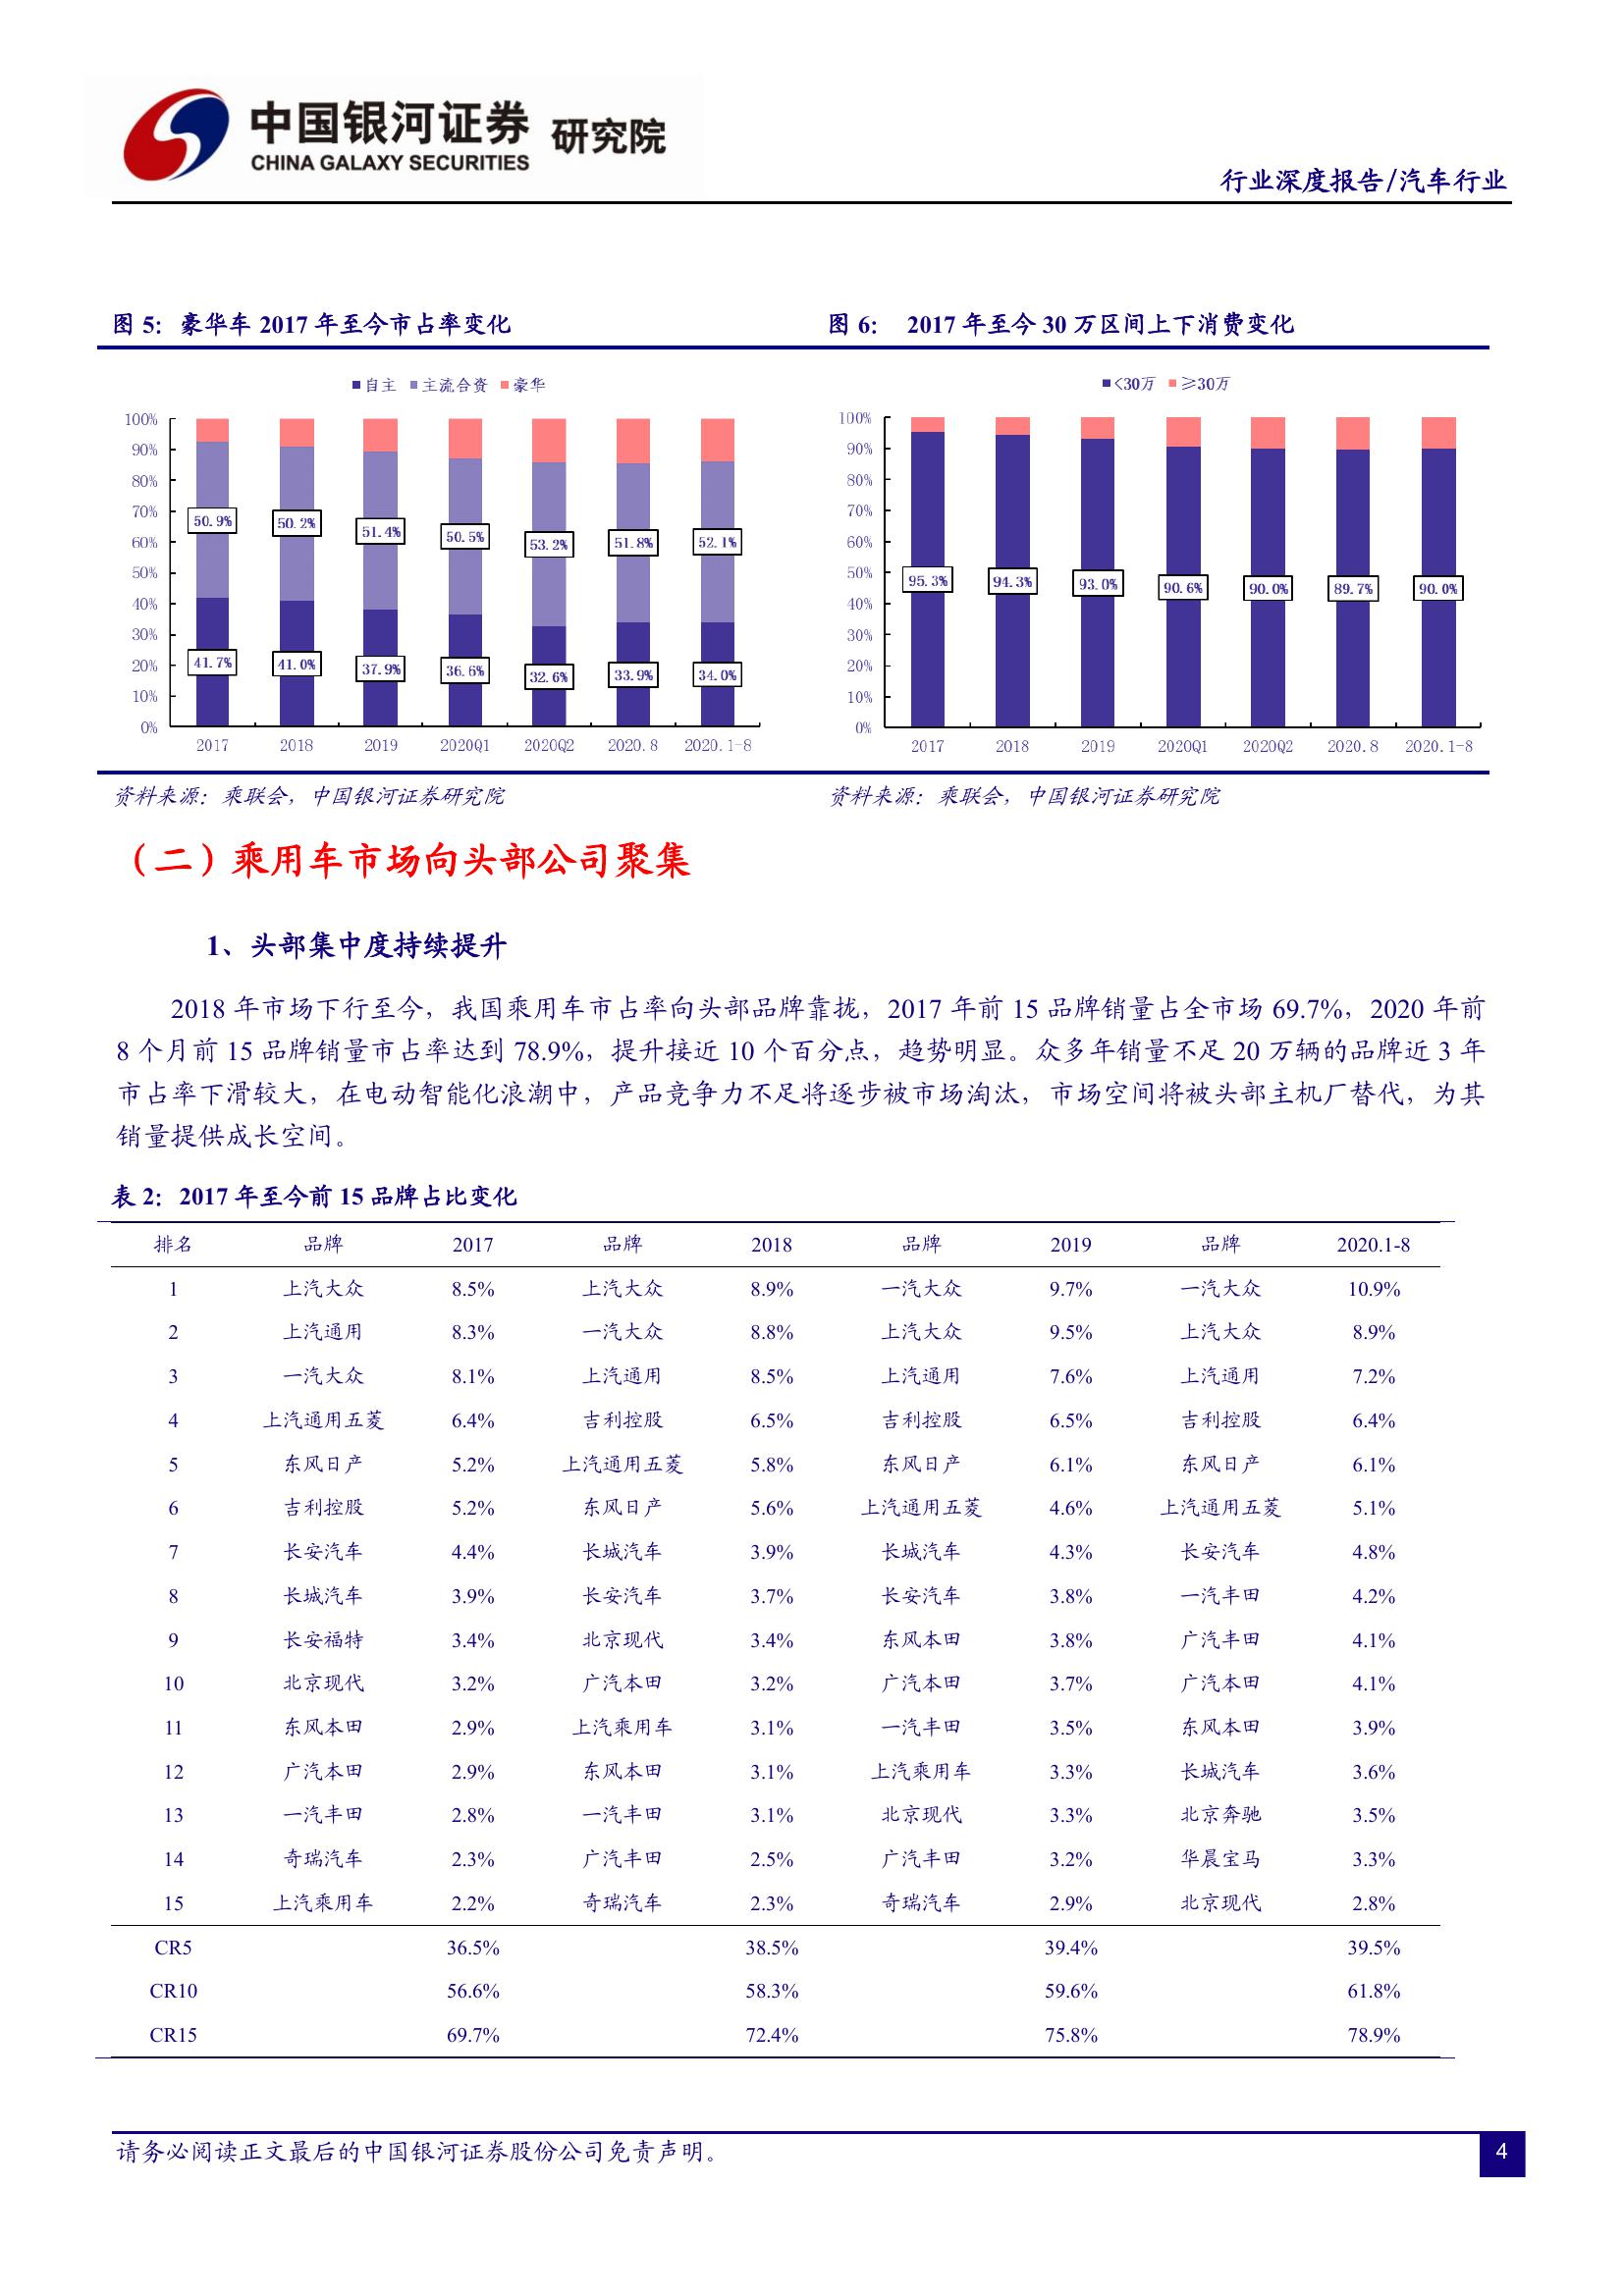 中国银河证券 研究院
CHINA GALAXY SECURITIES
行业深度报告/汽车行业
图 5： 豪华车 2017 年至今市占率变化
自主 主流合资 豪华
100%
90%
80%
70%
60%
50%
40%
30%
20%
10%
0%
50.9% 50.2% 51.4% 50.5% 53.2% 51.8% 52.1%
41.7% 41.0% 37.9% 36.6% 32.6% 33.9% 34.0%
2017 2018 2019 2020Q1 2020Q2 2020.8 2020.1-8
资料来源：乘联会，中国银河证券研究院
图 6： 2017 年至今 30 万区间上下消费变化
<30万 ≥30万
100%
90%
80%
70%
60%
50%
40%
30%
20%
10%
0%
95.3% 94.3% 93.0% 90.6% 90.0% 89.7% 90.0%
2017 2018 2019 2020Q1 2020Q2 2020.8 2020.1-8
资料来源：乘联会，中国银河证券研究院
（二）乘用车市场向头部公司聚集
1、头部集中度持续提升
2018 年市场下行至今，我国乘用车市占率向头部品牌靠拢，2017 年前 15 品牌销量占全市场 69.7%，2020 年前
8 个月前 15 品牌销量市占率达到 78.9%，提升接近 10 个百分点，趋势明显。众多年销量不足 20 万辆的品牌近 3 年
市占率下滑较大，在电动智能化浪潮中，产品竞争力不足将逐步被市场淘汰，市场空间将被头部主机厂替代，为其
销量提供成长空间。
表 2：2017 年至今前 15 品牌占比变化
排名 品牌 2017 品牌 2018 品牌 2019 品牌 2020.1-8
1 上汽大众 8.5% 上汽大众 8.9% 一汽大众 9.7% 一汽大众 10.9%
2 上汽通用 8.3% 一汽大众 8.8% 上汽大众 9.5% 上汽大众 8.9%
3 一汽大众 8.1% 上汽通用 8.5% 上汽通用 7.6% 上汽通用 7.2%
4 上汽通用五菱 6.4% 吉利控股 6.5% 吉利控股 6.5% 吉利控股 6.4%
5 东风日产 5.2% 上汽通用五菱 5.8% 东风日产 6.1% 东风日产 6.1%
6 吉利控股 5.2% 东风日产 5.6% 上汽通用五菱 4.6% 上汽通用五菱 5.1%
7 长安汽车 4.4% 长城汽车 3.9% 长城汽车 4.3% 长安汽车 4.8%
8 长城汽车 3.9% 长安汽车 3.7% 长安汽车 3.8% 一汽丰田 4.2%
9 长安福特 3.4% 北京现代 3.4% 东风本田 3.8% 广汽丰田 4.1%
10 北京现代 3.2% 广汽本田 3.2% 广汽本田 3.7% 广汽本田 4.1%
11 东风本田 2.9% 上汽乘用车 3.1% 一汽丰田 3.5% 东风本田 3.9%
12 广汽本田 2.9% 东风本田 3.1% 上汽乘用车 3.3% 长城汽车 3.6%
13 一汽丰田 2.8% 一汽丰田 3.1% 北京现代 3.3% 北京奔驰 3.5%
14 奇瑞汽车 2.3% 广汽丰田 2.5% 广汽丰田 3.2% 华晨宝马 3.3%
15 上汽乘用车 2.2% 奇瑞汽车 2.3% 奇瑞汽车 2.9% 北京现代 2.8%
CR5 36.5% 38.5% 39.4% 39.5%
CR10 56.6% 58.3% 59.6% 61.8%
CR15 69.7% 72.4% 75.8% 78.9%
请务必阅读正文最后的中国银河证券股份公司免责声明。
4